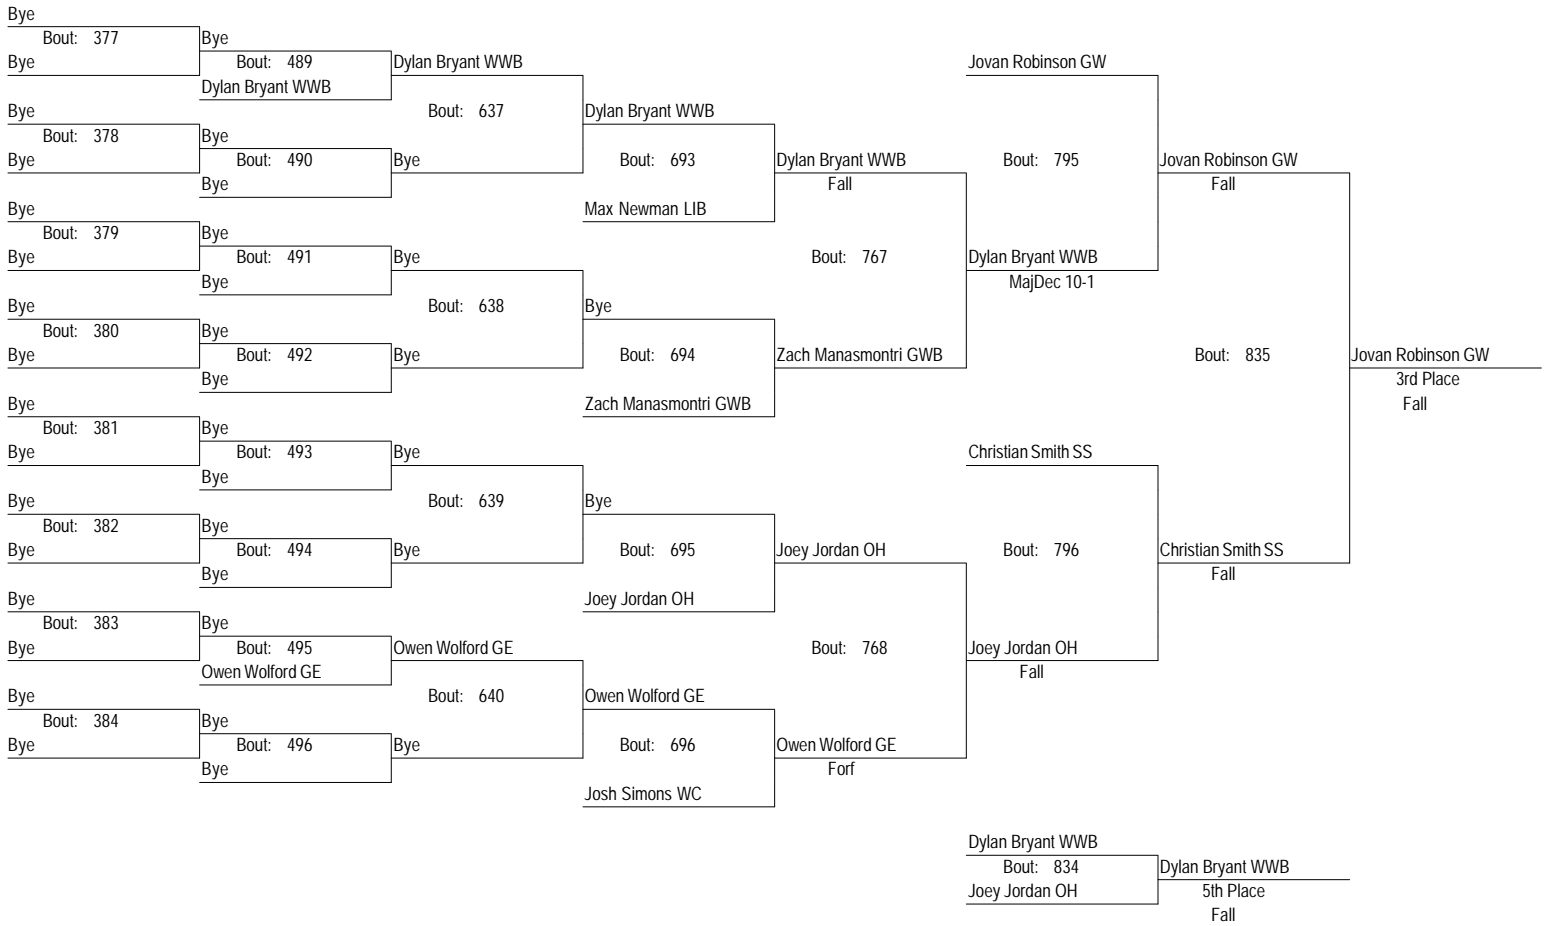 Bye
Bout: 377
Bye
Bye
Bout: 489
Dylan Bryant WWB
Dylan Bryant WWB
Jovan Robinson GW
Bye
Bout: 378
Bye
Bye
Bout: 490
Bye
Bout: 637
Bye
Dylan Bryant WWB
Bout: 693
Max Newman LIB
Dylan Bryant WWB
Fall
Bout: 795
Jovan Robinson GW
Fall
Bye
Bout: 379
Bye
Bye
Bout: 491
Bye
Bye
Bout: 767
Dylan Bryant WWB
MajDec 10-1
Bye
Bout: 380
Bye
Bye
Bout: 492
Bye
Bout: 638
Bye
Bye
Bout: 694
Zach Manasmontri GWB
Zach Manasmontri GWB
Bout: 835
Jovan Robinson GW
3rd Place
Fall
Bye
Bout: 381
Bye
Bye
Bout: 493
Bye
Bye
Christian Smith SS
Bye
Bout: 382
Bye
Bye
Bout: 494
Bye
Bout: 639
Bye
Bye
Bout: 695
Joey Jordan OH
Joey Jordan OH
Bout: 796
Christian Smith SS
Fall
Bye
Bout: 383
Bye
Bye
Bout: 495
Owen Wolford GE
Owen Wolford GE
Bout: 768
Joey Jordan OH
Fall
Bye
Bout: 384
Bye
Bye
Bout: 496
Bye
Bout: 640
Bye
Owen Wolford GE
Bout: 696
Josh Simons WC
Owen Wolford GE
Forf
Dylan Bryant WWB
Bout: 834
Joey Jordan OH
Dylan Bryant WWB
5th Place
Fall